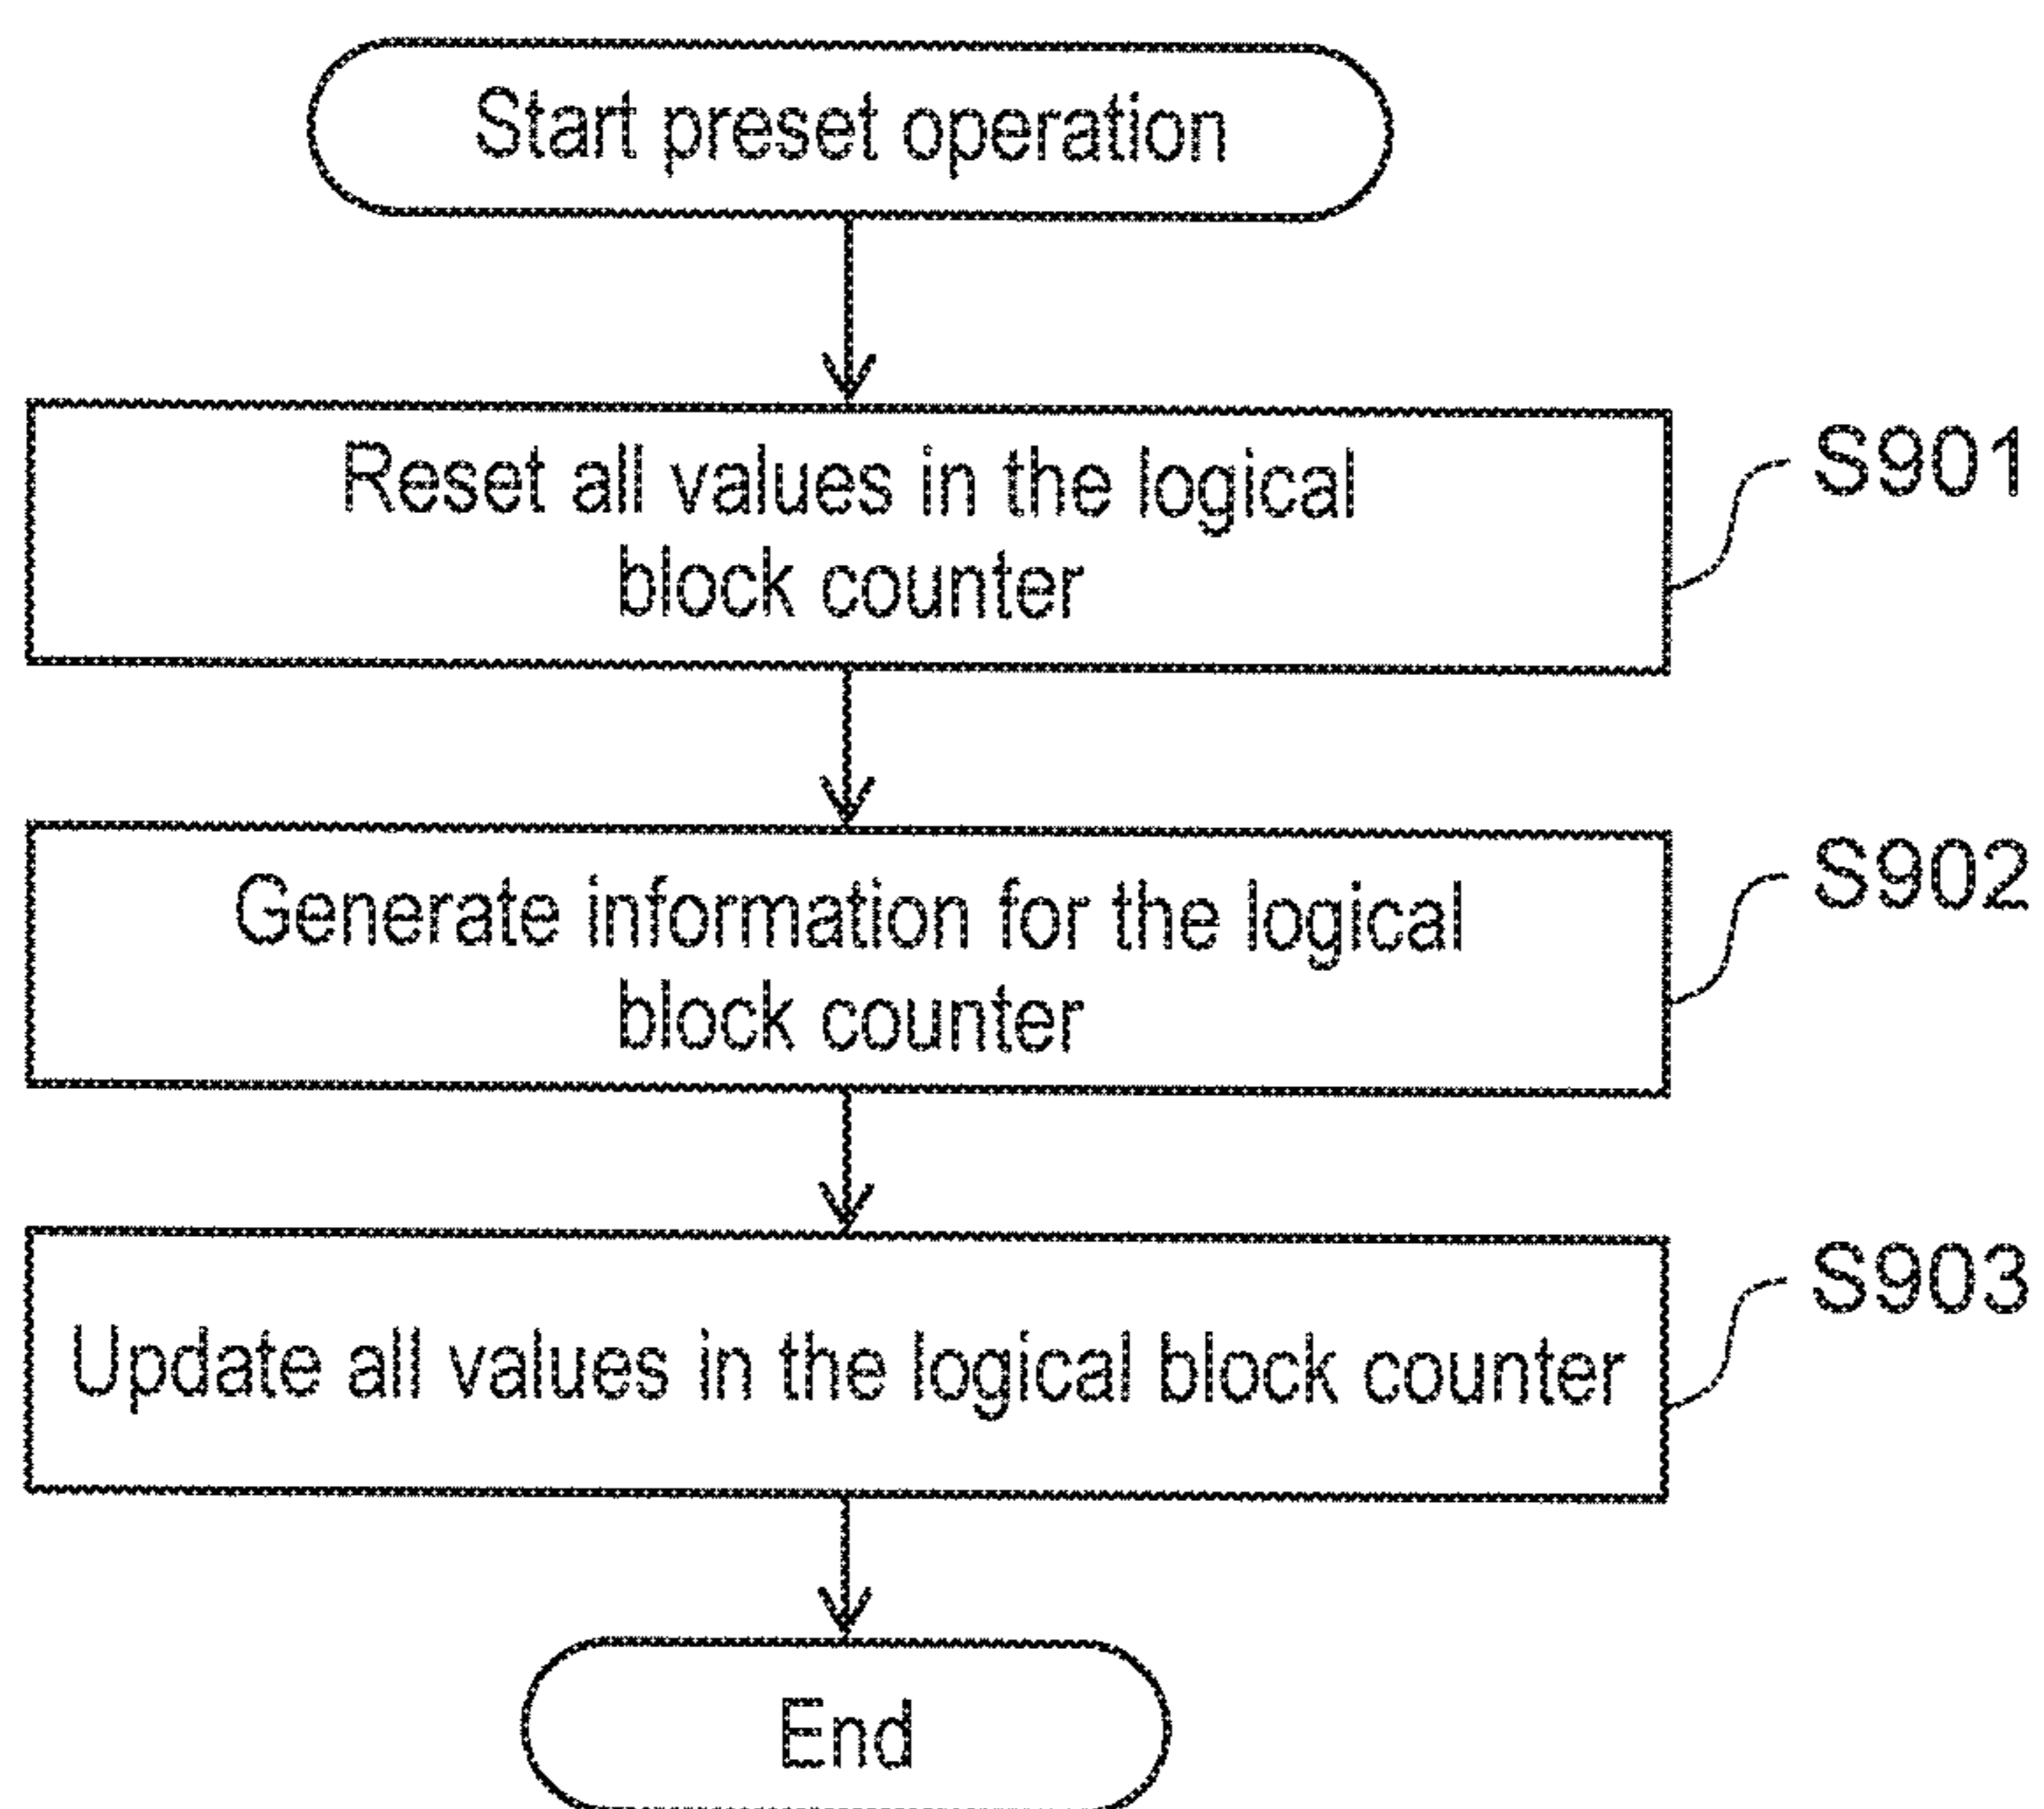 Start preset operation
Reset all values in the logical
block counter
S901
Generate information for the logical
block counter
S902
Update all values in the logical block counter
S903
End